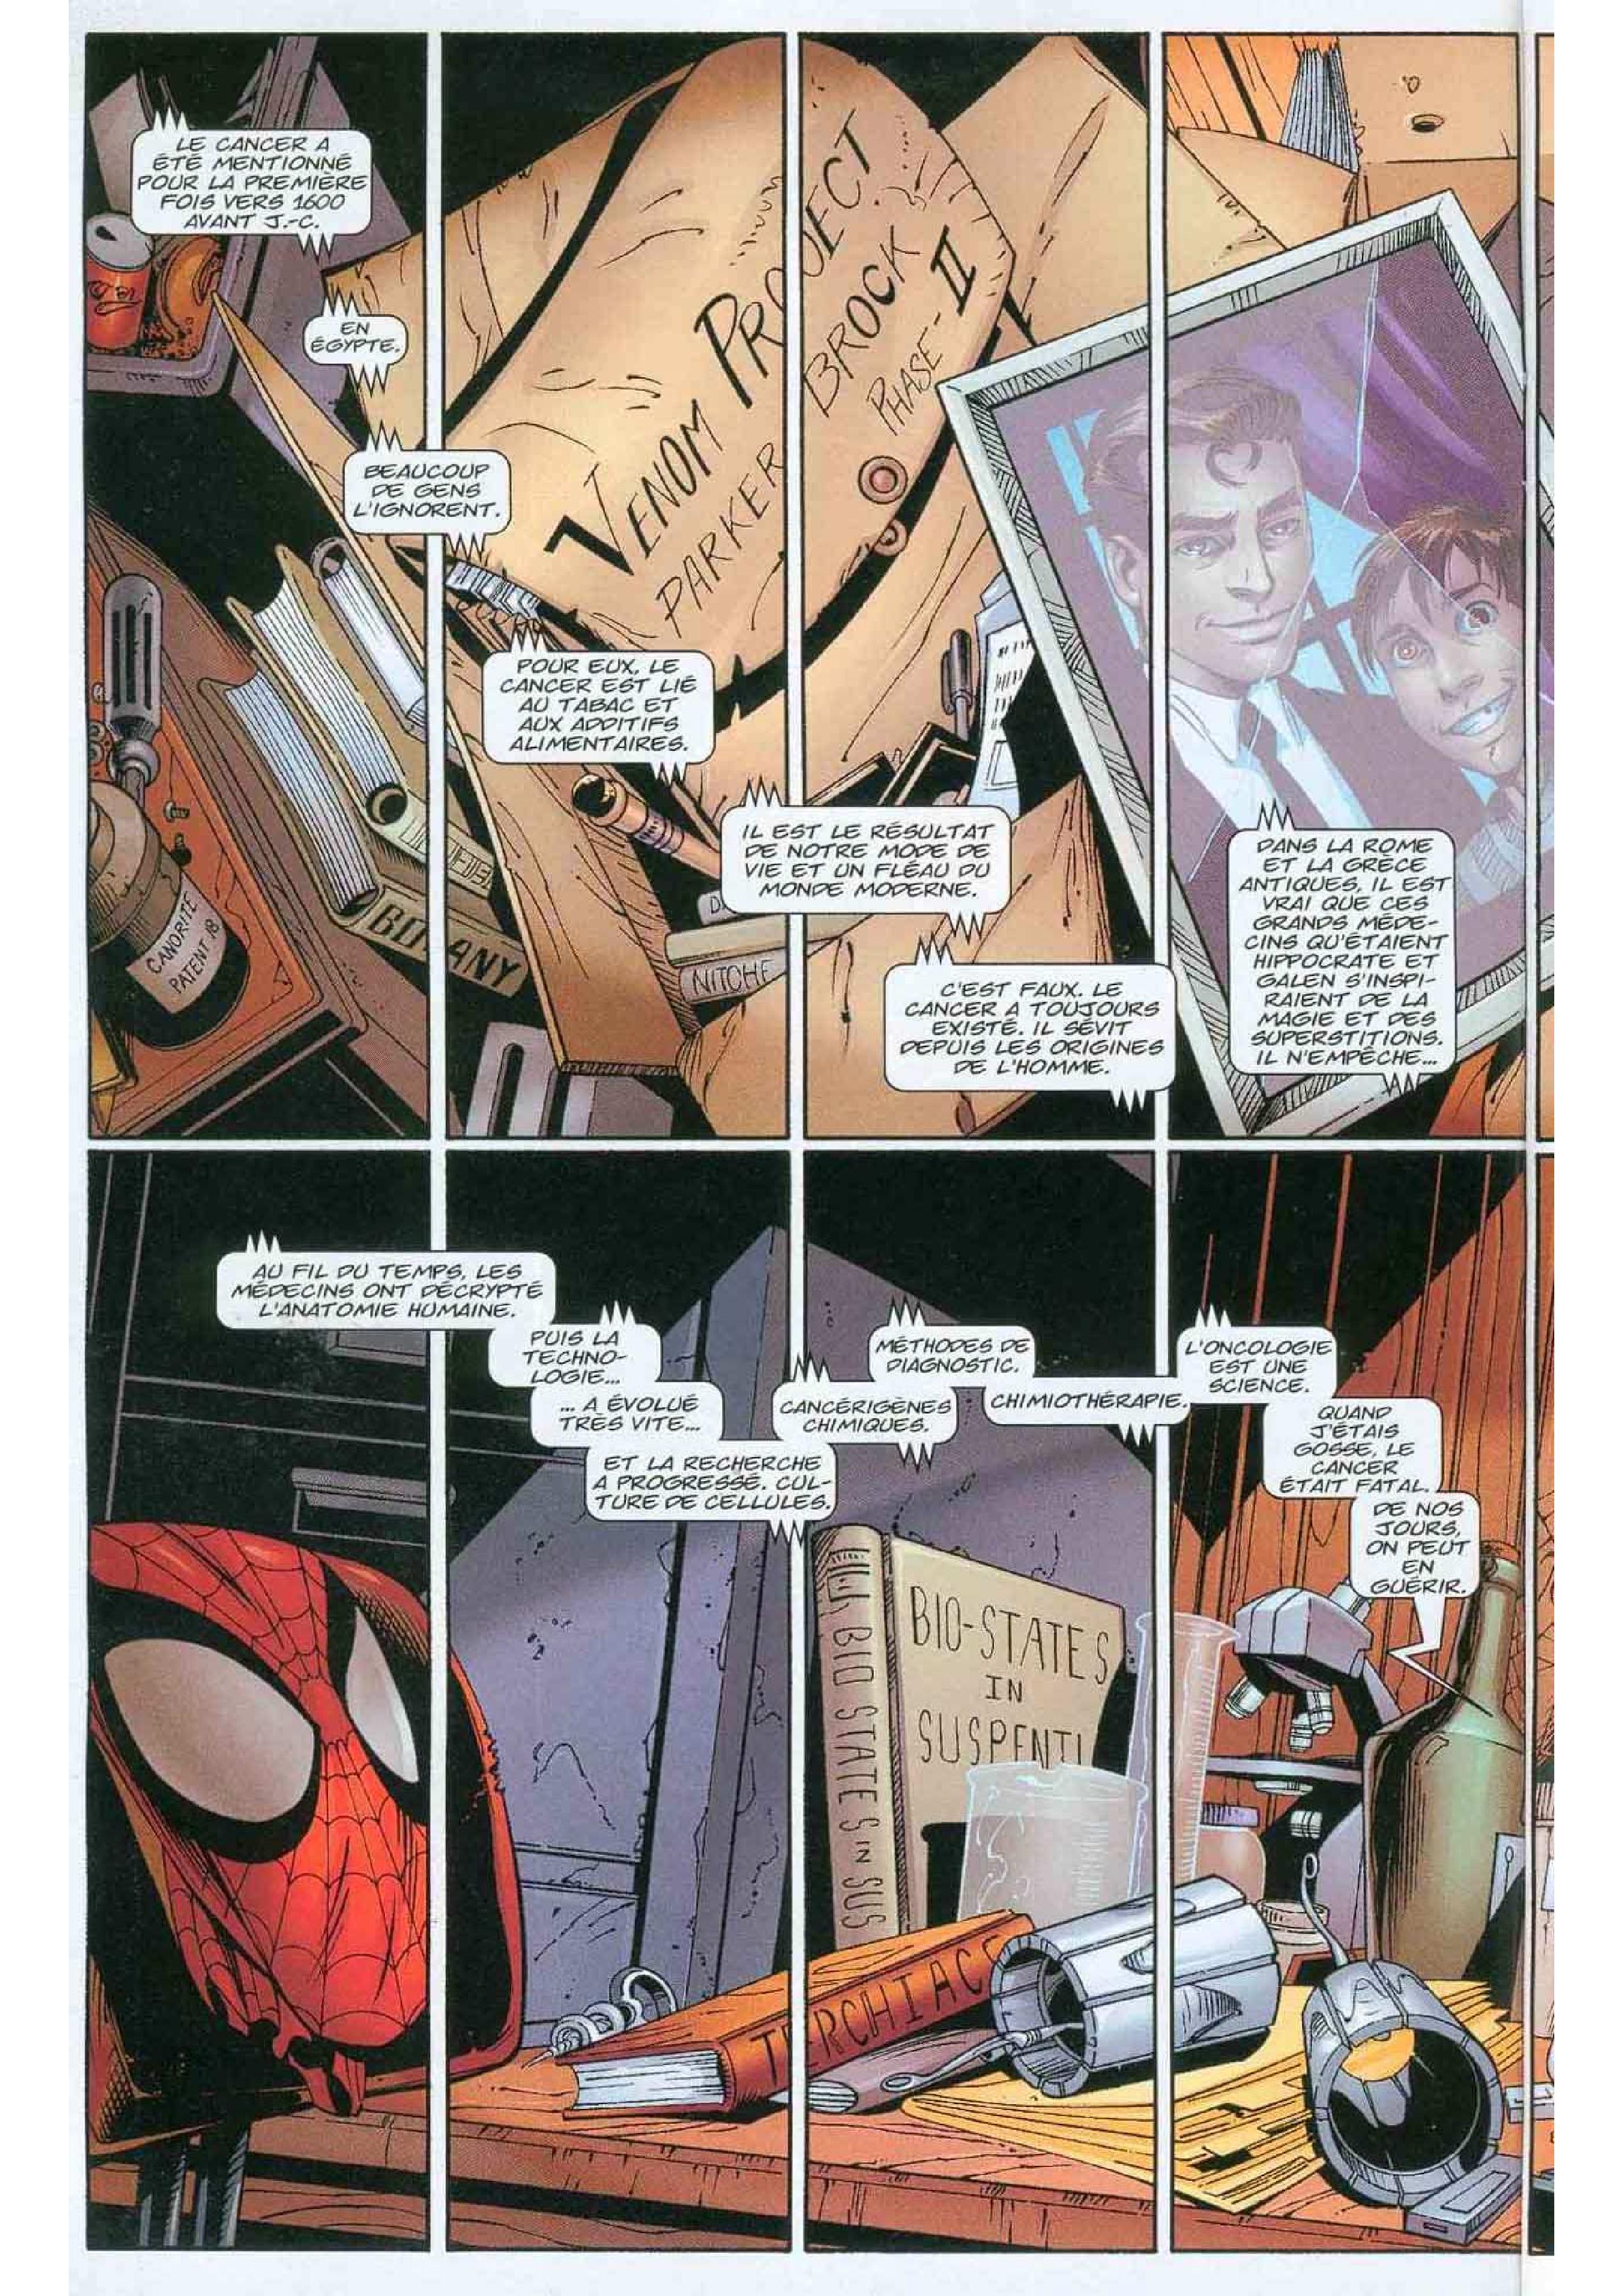 LE CANCER A
ÉTÉ MENTIONNÉ
POUR LA PREMIÈRE
FOIS VERS 1600
AVANT J.-C.
EN
ÉGYPTE.
BEAUCOUP
DE GENS
L'IGNORENT.
POUR EUX, LE
CANCER EST LIÉ
AU TABAC ET
AUX ADDITIFS
ALIMENTAIRES.
IL EST LE RÉSULTAT
DE NOTRE MODE DE
VIE ET UN FLÉAU DU
MONDE MODERNE.
C'EST FAUX. LE
CANCER A TOUJOURS
EXISTÉ. IL SÉVIT
DEPUIS LES ORIGINES
DE L'HOMME.
DANS LA ROME
ET LA GRÈCE
ANTIQUES, IL EST
VRAI QUE CES
GRANDS MÉDE-
CINS QU'ÉTAIENT
HIPPOCRATE ET
GALEN S'INSPI-
RAIENT DE LA
MAGIE ET DES
SUPERSTITIONS.
IL N'EMPÊCHE...
VENOM PROJECT
PARKER BROCK
PHASE-II
CANORITE
PATENT 18
BOTANY
NITCHE
AU FIL DU TEMPS, LES
MÉDECINS ONT DÉCRYPTÉ
L'ANATOMIE HUMAINE.
PUIS LA
TECHNO-
LOGIE...
... A ÉVOLUÉ
TRÈS VITE...
ET LA RECHERCHE
A PROGRESSÉ. CUL-
TURE DE CELLULES.
CANCÉRIGÈNES
CHIMIQUES.
MÉTHODES DE
DIAGNOSTIC.
CHIMIOTHÉRAPIE.
L'ONCOLOGIE
EST UNE
SCIENCE.
QUAND
J'ÉTAIS
GOSSE, LE
CANCER
ÉTAIT FATAL.
DE NOS
JOURS,
ON PEUT
EN
GUÉRIR.
BIO-STATES
IN
SUSPENTI
BIO STATES IN SUS